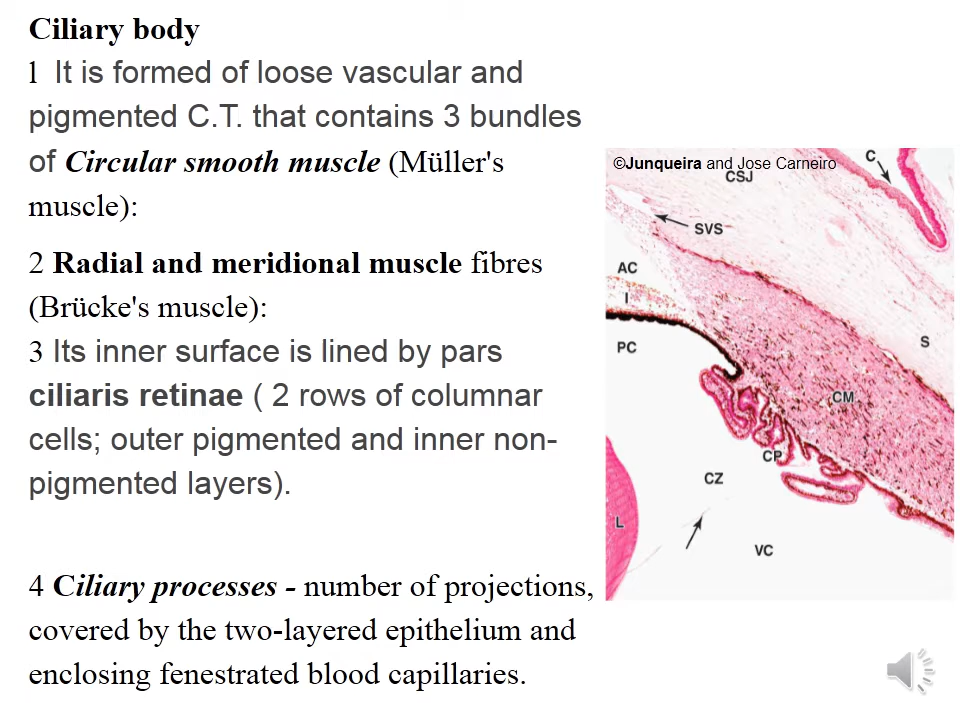 Ciliary body
1 It is formed of loose vascular and
pigmented C.T. that contains 3 bundles
of Circular smooth muscle (Müller's
muscle):
2 Radial and meridional muscle fibres
(Brücke's muscle):
3 Its inner surface is lined by pars
ciliaris retinae ( 2 rows of columnar
cells; outer pigmented and inner non-
pigmented layers).
4 Ciliary processes - number of projections,
covered by the two-layered epithelium and
enclosing fenestrated blood capillaries.
©Junqueira and Jose Carneiro
C
CSJ
SVS
AC
I
PC
S
CM
CP
CZ
L
VC